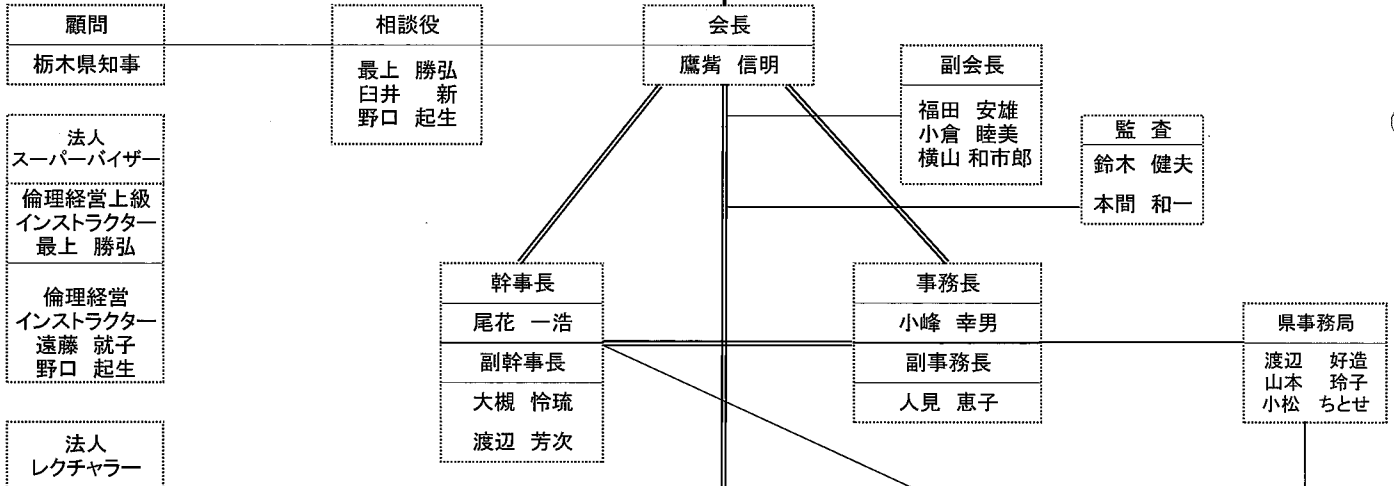 顧問
栃木県知事
相談役
最上 勝弘
臼井 新
野口 起生
会長
鷹觜 信明
副会長
福田 安雄
小倉 睦美
横山 和市郎
監 査
鈴木 健夫
本間 和一
法人
スーパーバイザー
倫理経営上級
インストラクター
最上 勝弘
倫理経営
インストラクター
遠藤 就子
野口 起生
法人
レクチャラー
幹事長
尾花 一浩
副幹事長
大槻 怜琉
渡辺 芳次
事務長
小峰 幸男
副事務長
人見 恵子
県事務局
渡辺 好造
山本 玲子
小松 ちとせ